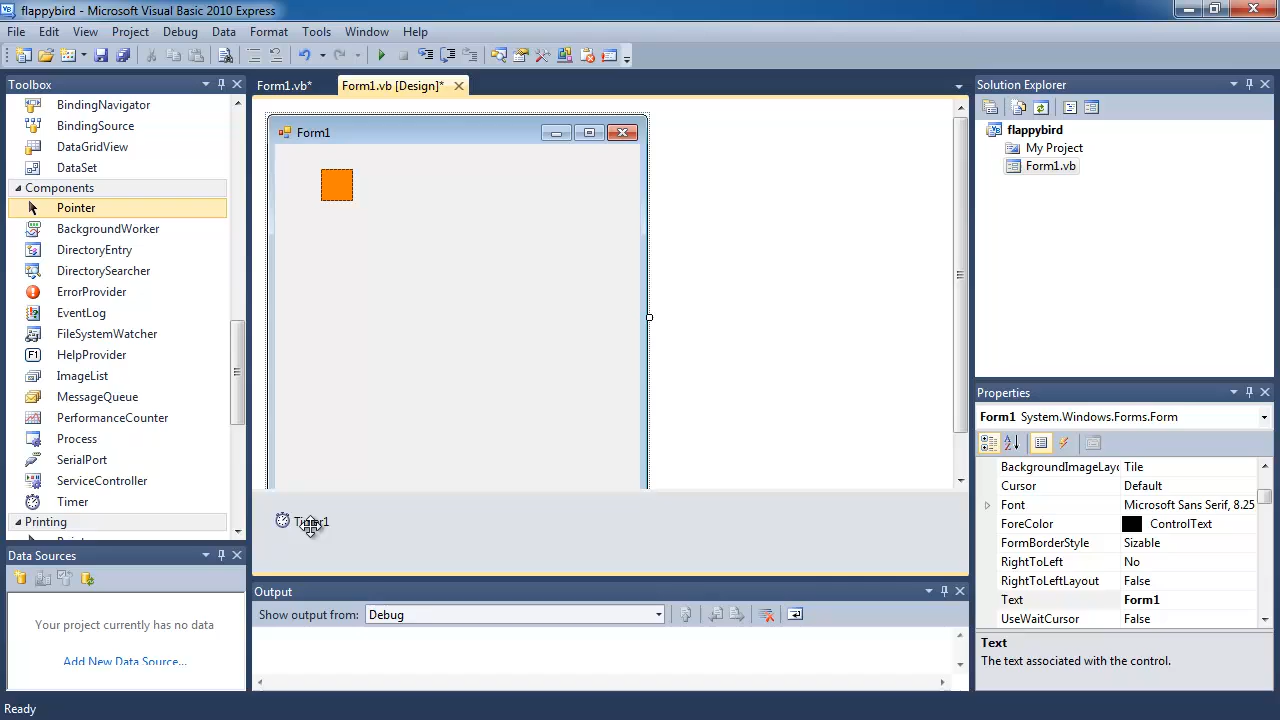 flappybird - Microsoft Visual Basic 2010 Express
File Edit View Project Debug Data Format Tools Window Help
Toolbox
BindingNavigator
BindingSource
DataGridView
DataSet
Components
Pointer
BackgroundWorker
DirectoryEntry
DirectorySearcher
ErrorProvider
EventLog
FileSystemWatcher
HelpProvider
ImageList
MessageQueue
PerformanceCounter
Process
SerialPort
ServiceController
Timer
Printing
Data Sources
Your project currently has no data
Add New Data Source...
Form1.vb* Form1.vb [Design]*
Form1
Timer1
Output
Show output from: Debug
Solution Explorer
flappybird
My Project
Form1.vb
Properties
Form1 System.Windows.Forms.Form
BackgroundImageLayo Tile
Cursor Default
Font Microsoft Sans Serif, 8.25
ForeColor ControlText
FormBorderStyle Sizable
RightToLeft No
RightToLeftLayout False
Text Form1
UseWaitCursor False
Text
The text associated with the control.
Ready